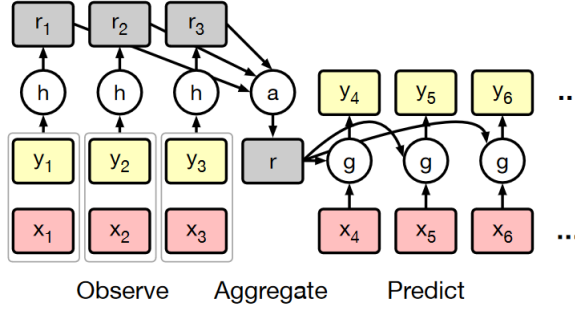 r1 r2 r3
h h h a
y4 y5 y6 ...
y1 y2 y3 r g g g
x1 x2 x3 x4 x5 x6 ...
Observe Aggregate Predict